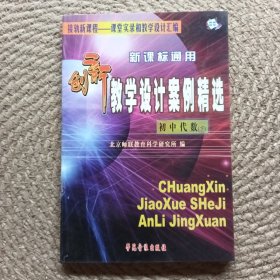 接轨新课程——课堂实录和教学设计汇编
新课标通用
创新
教学设计案例精选
初中代数
北京师联教育科学研究所 编
CHuangXin
JiaoXue SHeJi
AnLi JingXuan
学苑音像出版社